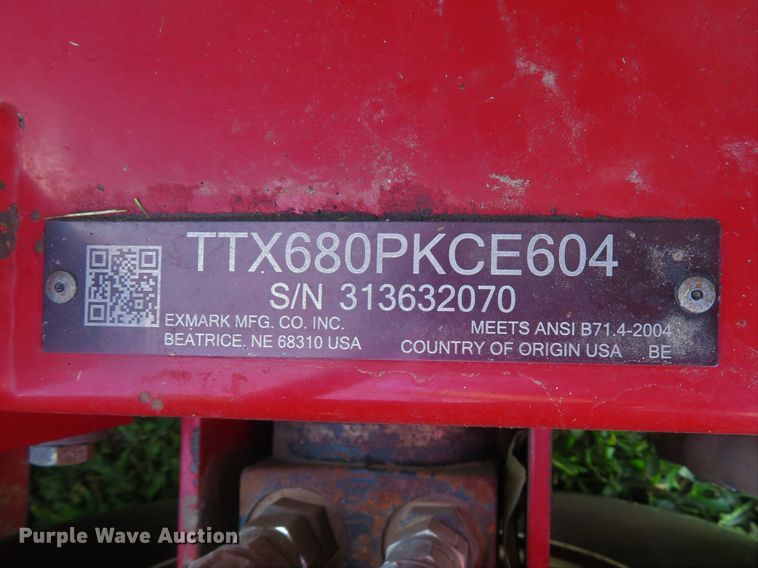 TTX680PKCE604
S/N 313632070
EXMARK MFG. CO. INC.
BEATRICE, NE 68310 USA
MEETS ANSI B71.4-2004
COUNTRY OF ORIGIN USA BE
Purple Wave Auction